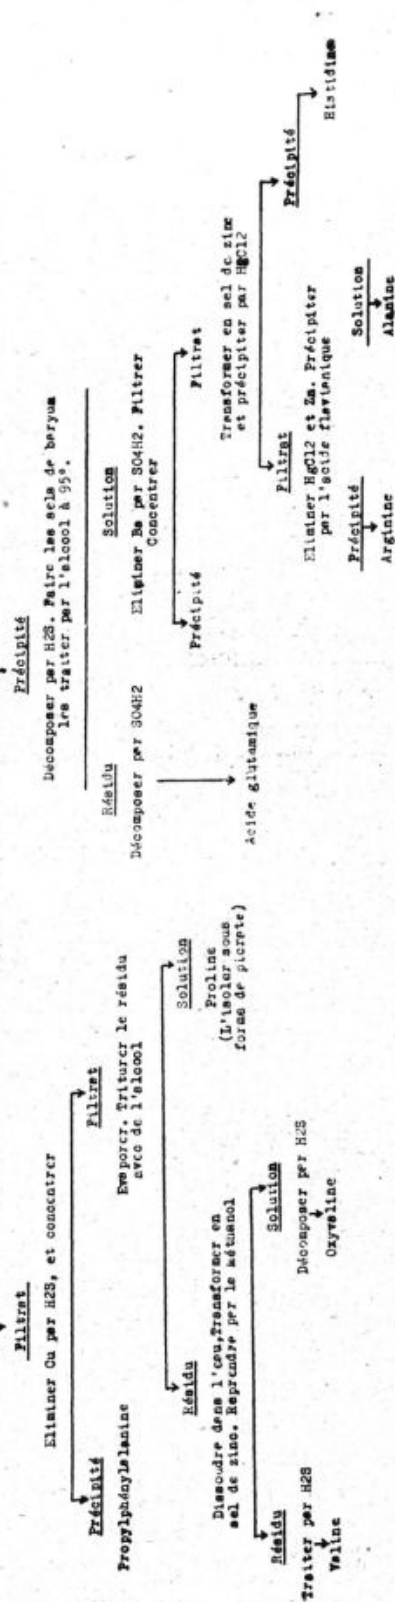 Filtrat
Eliminer Cu par H2S, et concentrer
Précipité
Propylphénylalanine
Filtrat
Evaporer. Triturer le résidu
avec de l'alcool
Résidu
Dissoudre dans l'eau,Transformer en
sel de zinc. Reprendre par le méthanol
Solution
Proline
(L'isoler sous
forme de picrate)
Résidu
Traiter par H2S
Valine
Solution
Décomposer par H2S
Oxyvaline
Précipité
Décomposer par H2S. Faire les sels de baryum
les traiter par l'alcool à 95°.
Résidu
Décomposer par SO4H2
Acide glutamique
Solution
Eliminer Ba par SO4H2. Filtrer
Concentrer
Précipité
Filtrat
Transformer en sel de zinc
et précipiter par HgCl2
Filtrat
Eliminer HgCl2 et Zn. Précipiter
par l'acide flavianique
Précipité
Arginine
Solution
Alanine
Précipité
Histidine